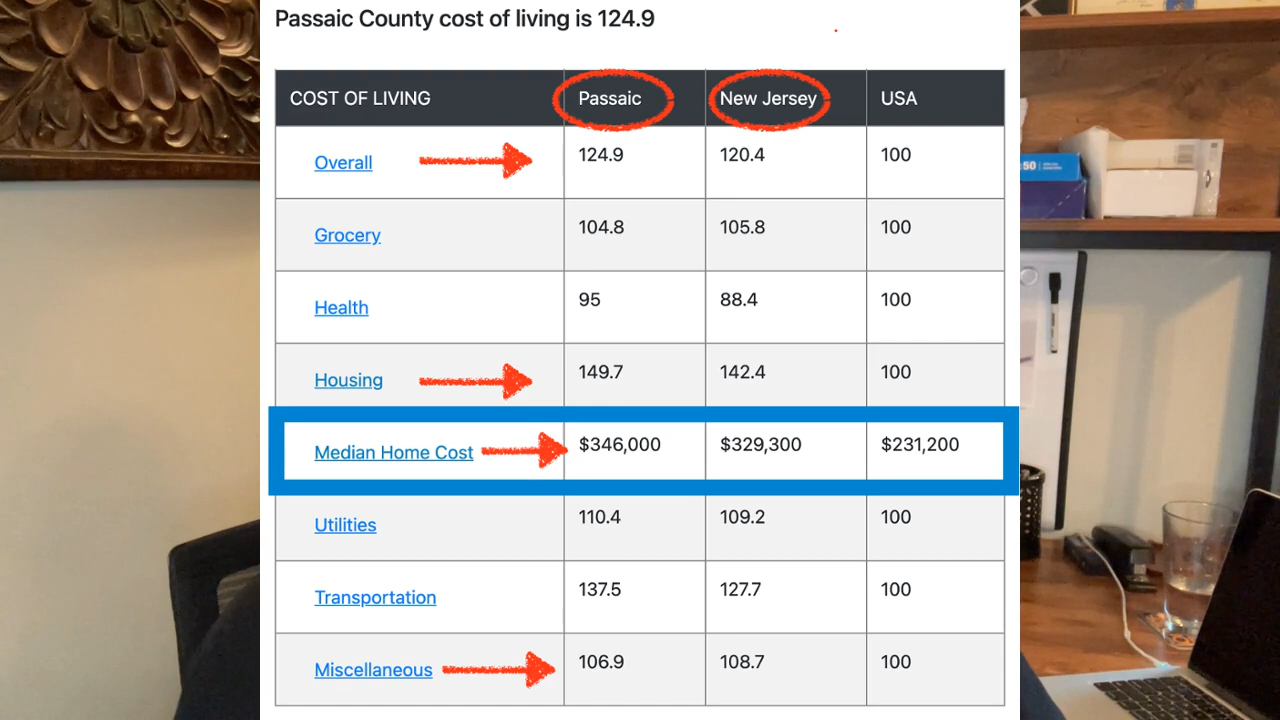 Passaic County cost of living is 124.9
COST OF LIVING Passaic New Jersey USA
Overall 124.9 120.4 100
Grocery 104.8 105.8 100
Health 95 88.4 100
Housing 149.7 142.4 100
Median Home Cost $346,000 $329,300 $231,200
Utilities 110.4 109.2 100
Transportation 137.5 127.7 100
Miscellaneous 106.9 108.7 100
50